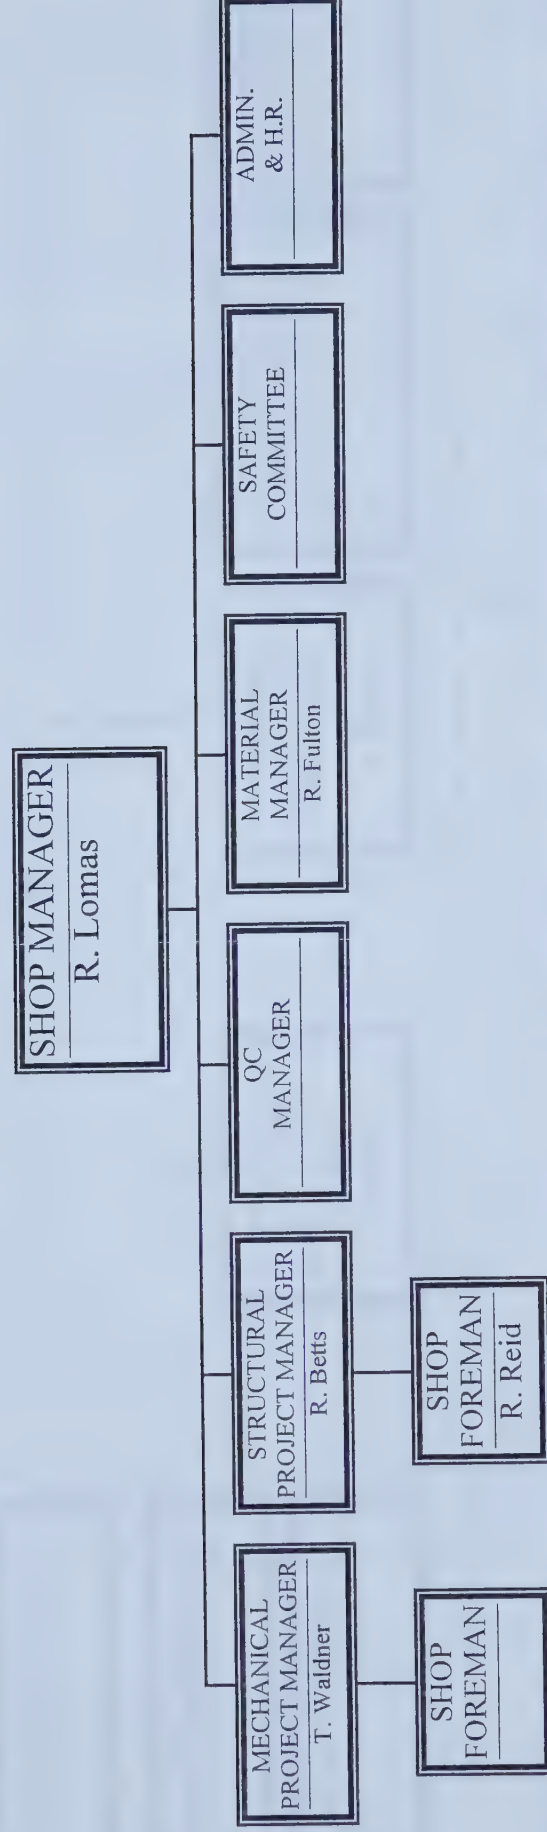 SHOP MANAGER
R. Lomas
MECHANICAL
PROJECT MANAGER
T. Waldner
STRUCTURAL
PROJECT MANAGER
R. Betts
QC
MANAGER
MATERIAL
MANAGER
R. Fulton
SAFETY
COMMITTEE
ADMIN.
& H.R.
SHOP
FOREMAN
SHOP
FOREMAN
R. Reid